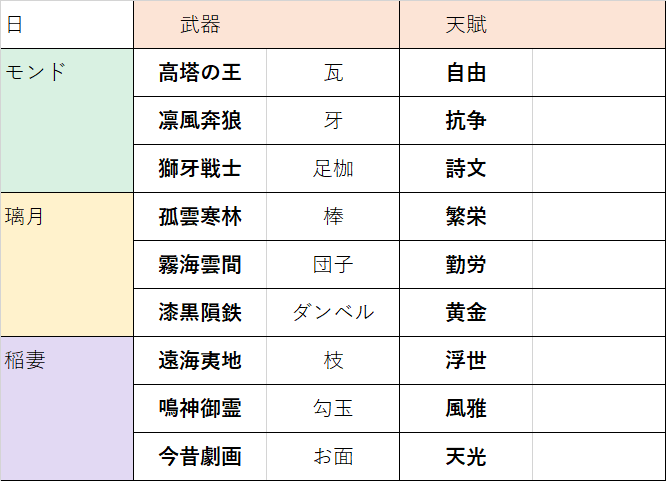 日 武器 天賦
モンド 高塔の王 瓦 自由
凛風奔狼 牙 抗争
獅牙戦士 足枷 詩文
璃月 孤雲寒林 棒 繁栄
霧海雲間 団子 勤労
漆黒隕鉄 ダンベル 黄金
稲妻 遠海夷地 枝 浮世
鳴神御霊 勾玉 風雅
今昔劇画 お面 天光